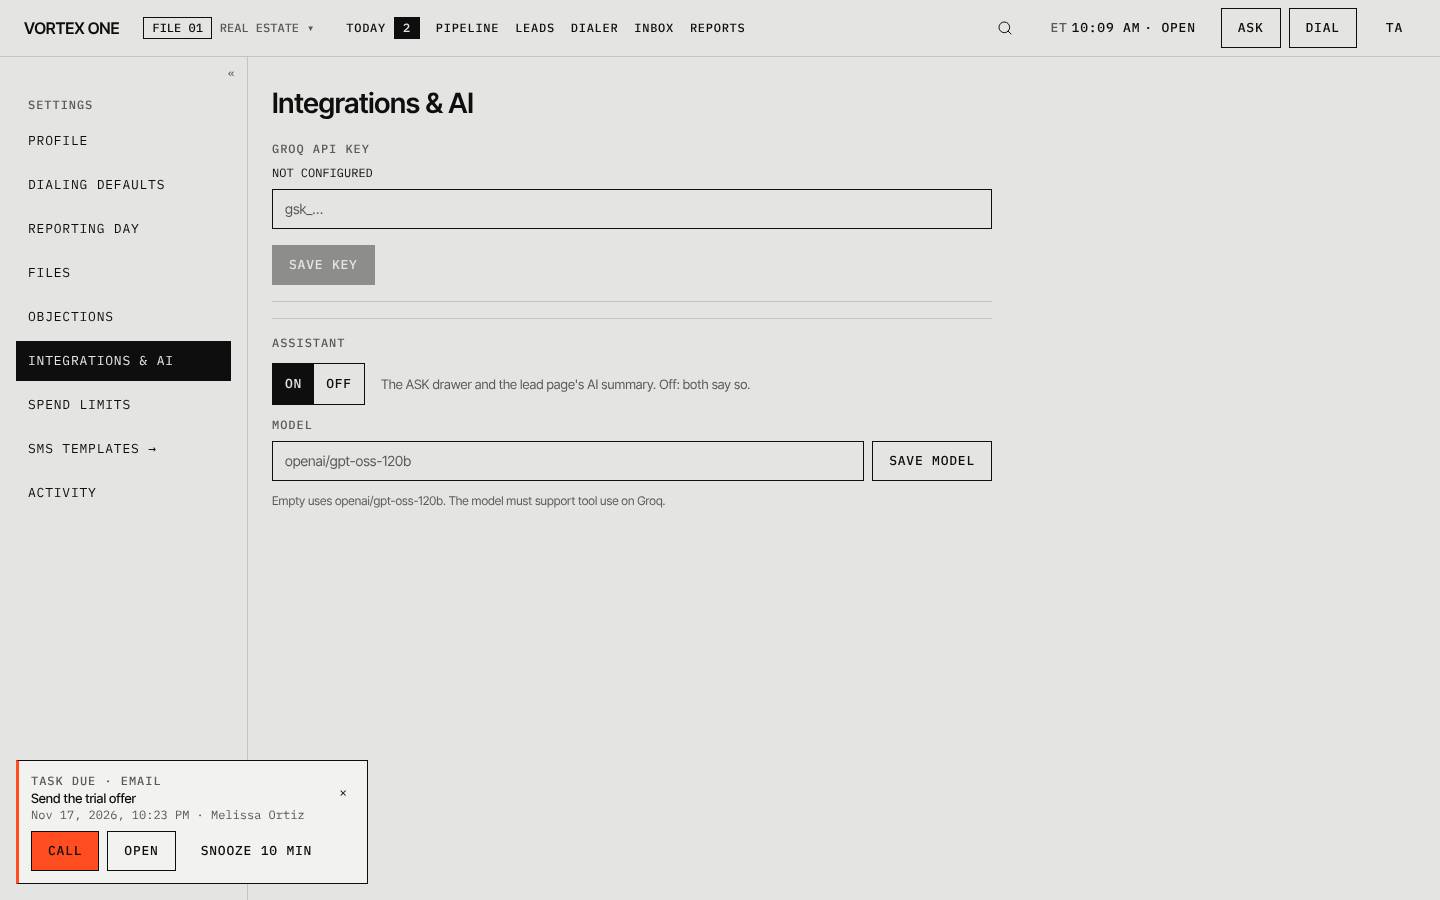 VORTEX ONE
FILE 01 REAL ESTATE ▾
TODAY 2 PIPELINE LEADS DIALER INBOX REPORTS
ET 10:09 AM · OPEN
ASK
DIAL
TA
«
SETTINGS
PROFILE
DIALING DEFAULTS
REPORTING DAY
FILES
OBJECTIONS
INTEGRATIONS & AI
SPEND LIMITS
SMS TEMPLATES →
ACTIVITY
Integrations & AI
GROQ API KEY
NOT CONFIGURED
gsk_...
SAVE KEY
ASSISTANT
ON OFF The ASK drawer and the lead page's AI summary. Off: both say so.
MODEL
openai/gpt-oss-120b SAVE MODEL
Empty uses openai/gpt-oss-120b. The model must support tool use on Groq.
TASK DUE · EMAIL
×
Send the trial offer
Nov 17, 2026, 10:23 PM · Melissa Ortiz
CALL OPEN SNOOZE 10 MIN